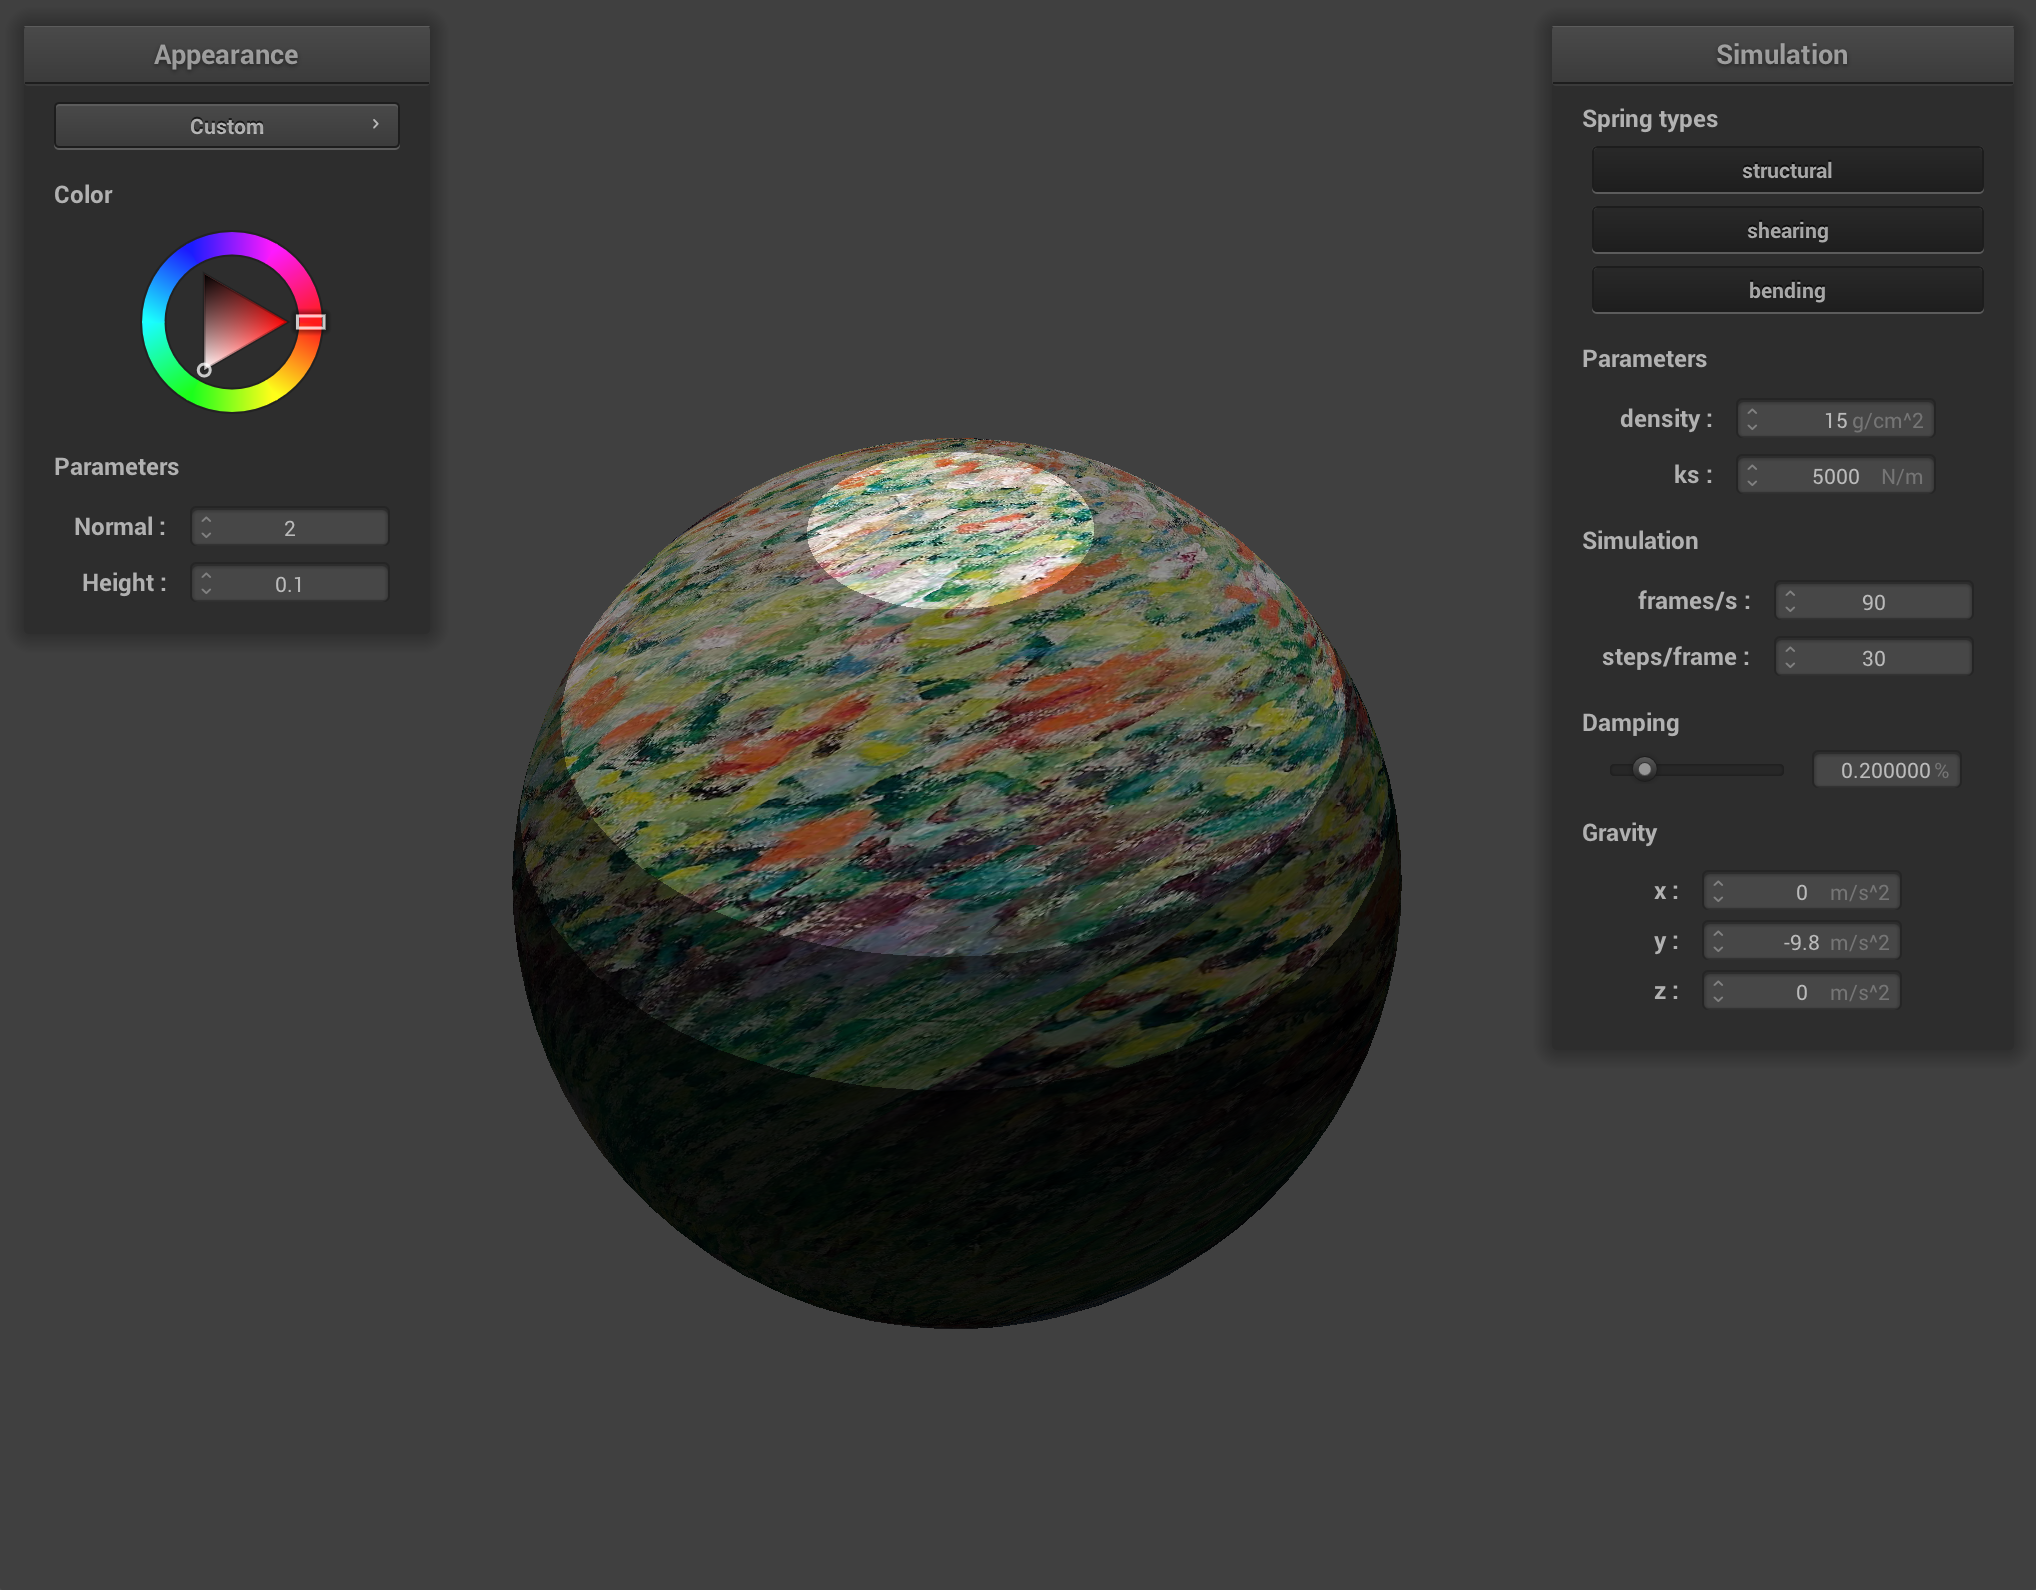 Appearance
Custom
Color
Parameters
Normal : 2
Height : 0.1
Simulation
Spring types
structural
shearing
bending
Parameters
density : 15 g/cm^2
ks : 5000 N/m
Simulation
frames/s : 90
steps/frame : 30
Damping
0.200000 %
Gravity
x : 0 m/s^2
y : -9.8 m/s^2
z : 0 m/s^2